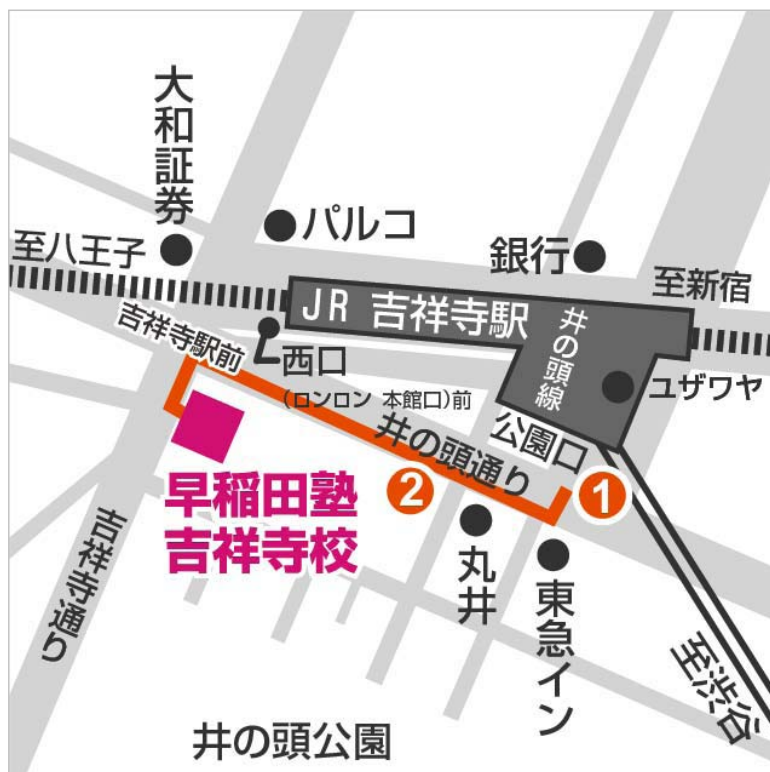 大和証券
パルコ
至八王子
銀行
至新宿
JR 吉祥寺駅
井の頭線
吉祥寺駅前
西口
(ロンロン 本館口)前
ユザワヤ
公園口
井の頭通り
1
2
早稲田塾
吉祥寺校
丸井
東急イン
吉祥寺通り
至渋谷
井の頭公園